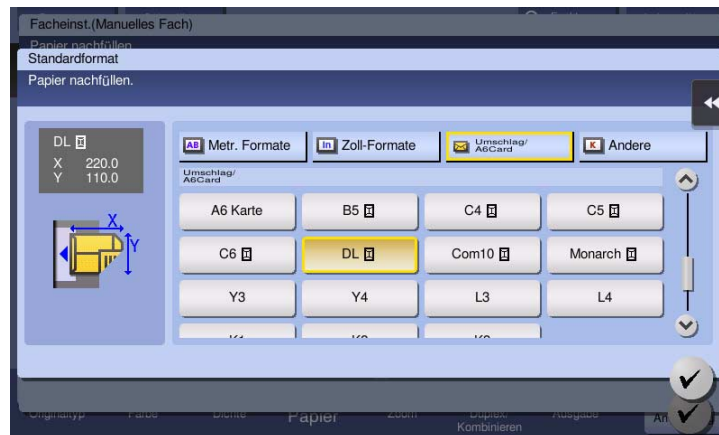 Facheinst.(Manuelles Fach)
Papier nachfüllen
Standardformat
Papier nachfüllen.
DL
X 220.0
Y 110.0
X
Y
AB Metr. Formate
In Zoll-Formate
Umschlag/
A6Card
K Andere
Umschlag/
A6Card
A6 Karte
B5
C4
C5
C6
DL
Com10
Monarch
Y3
Y4
L3
L4
Originaltyp Farbe Dichte Papier Zoom Duplex/ Ausgabe
Kombinieren